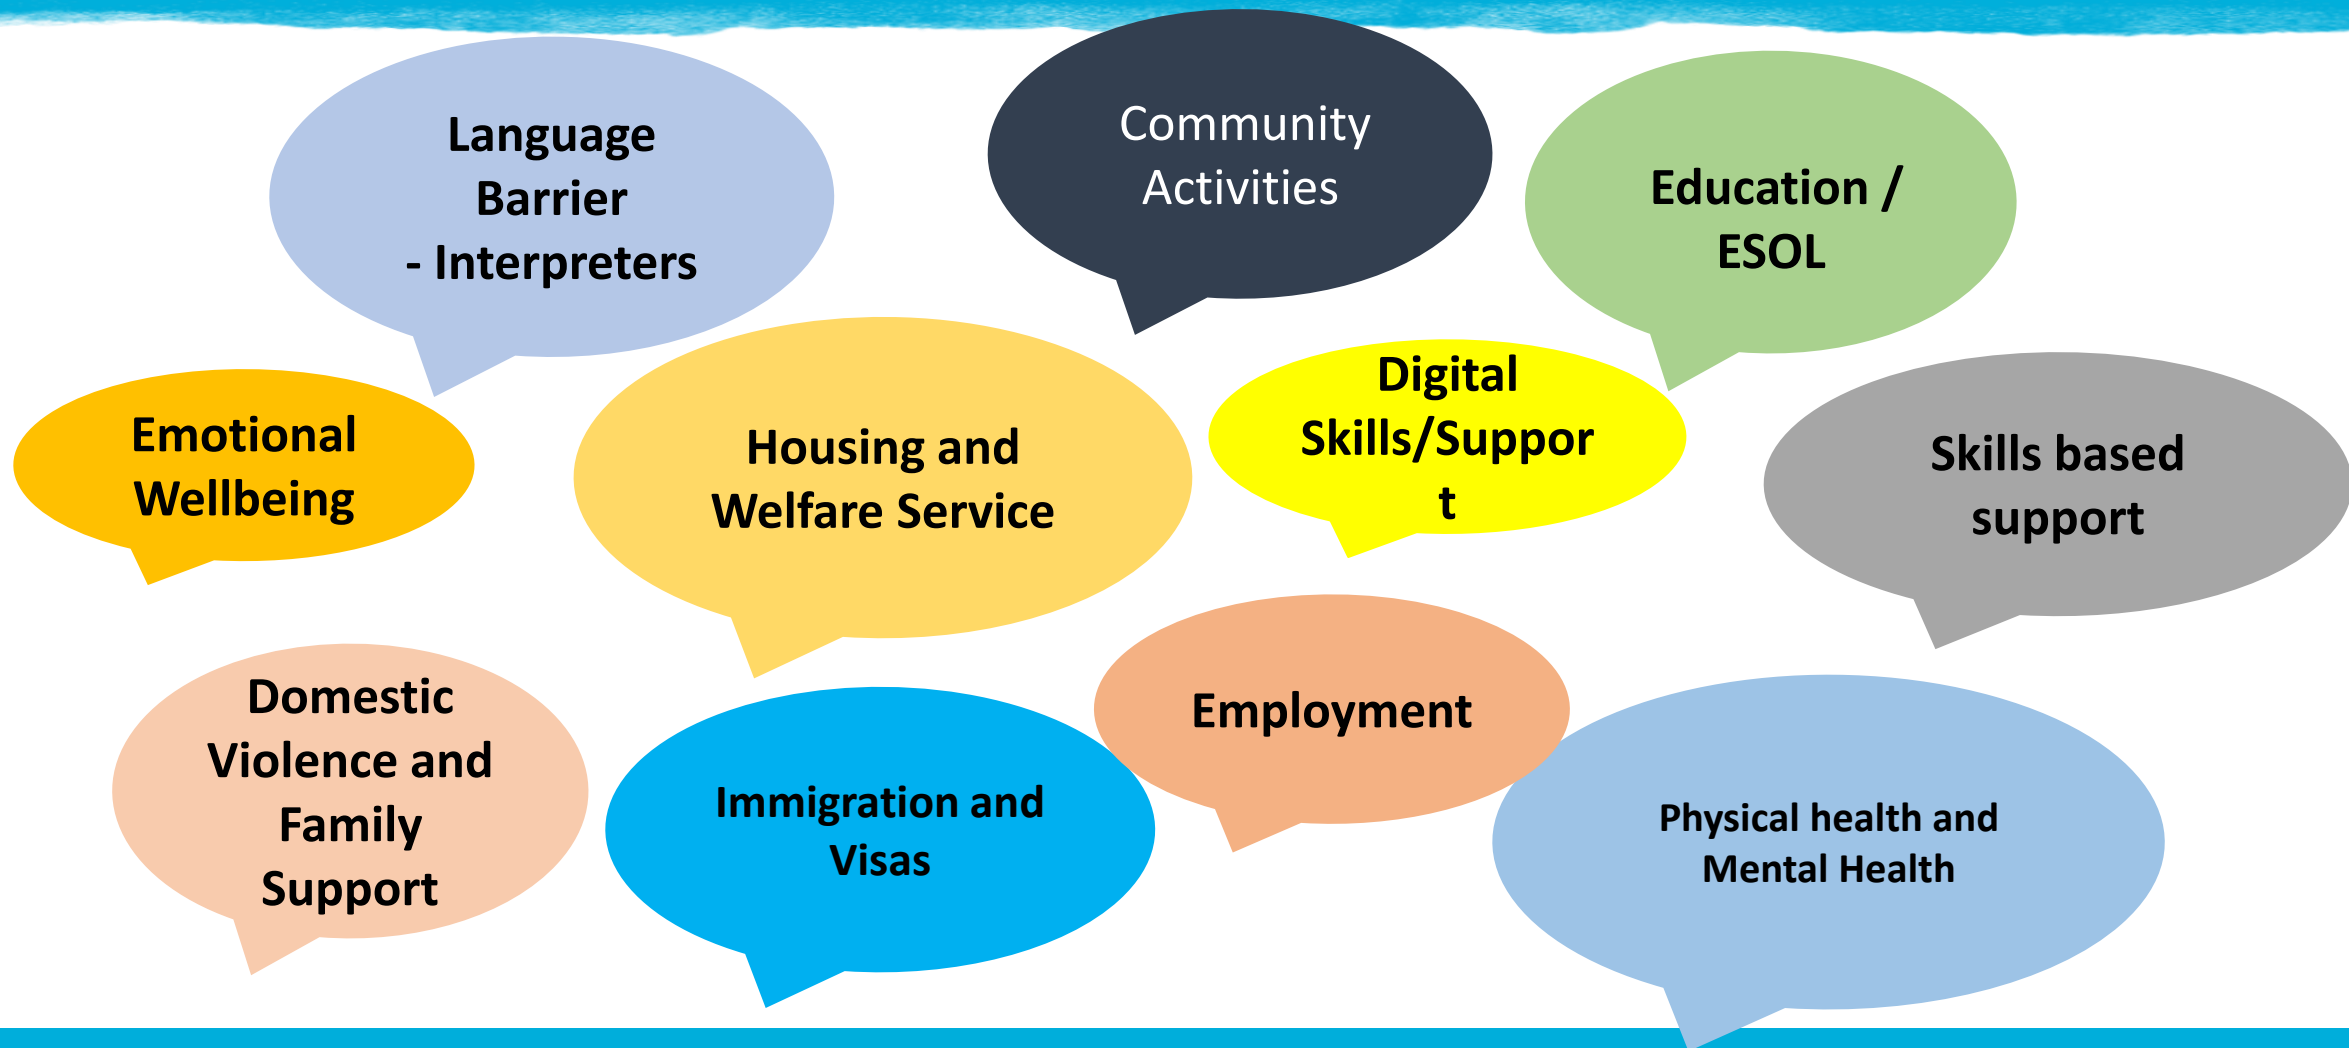 Language
Barrier
- Interpreters
Community
Activities
Education /
ESOL
Emotional
Wellbeing
Housing and
Welfare Service
Digital
Skills/Suppor
t
Skills based
support
Domestic
Violence and
Family
Support
Immigration and
Visas
Employment
Physical health and
Mental Health